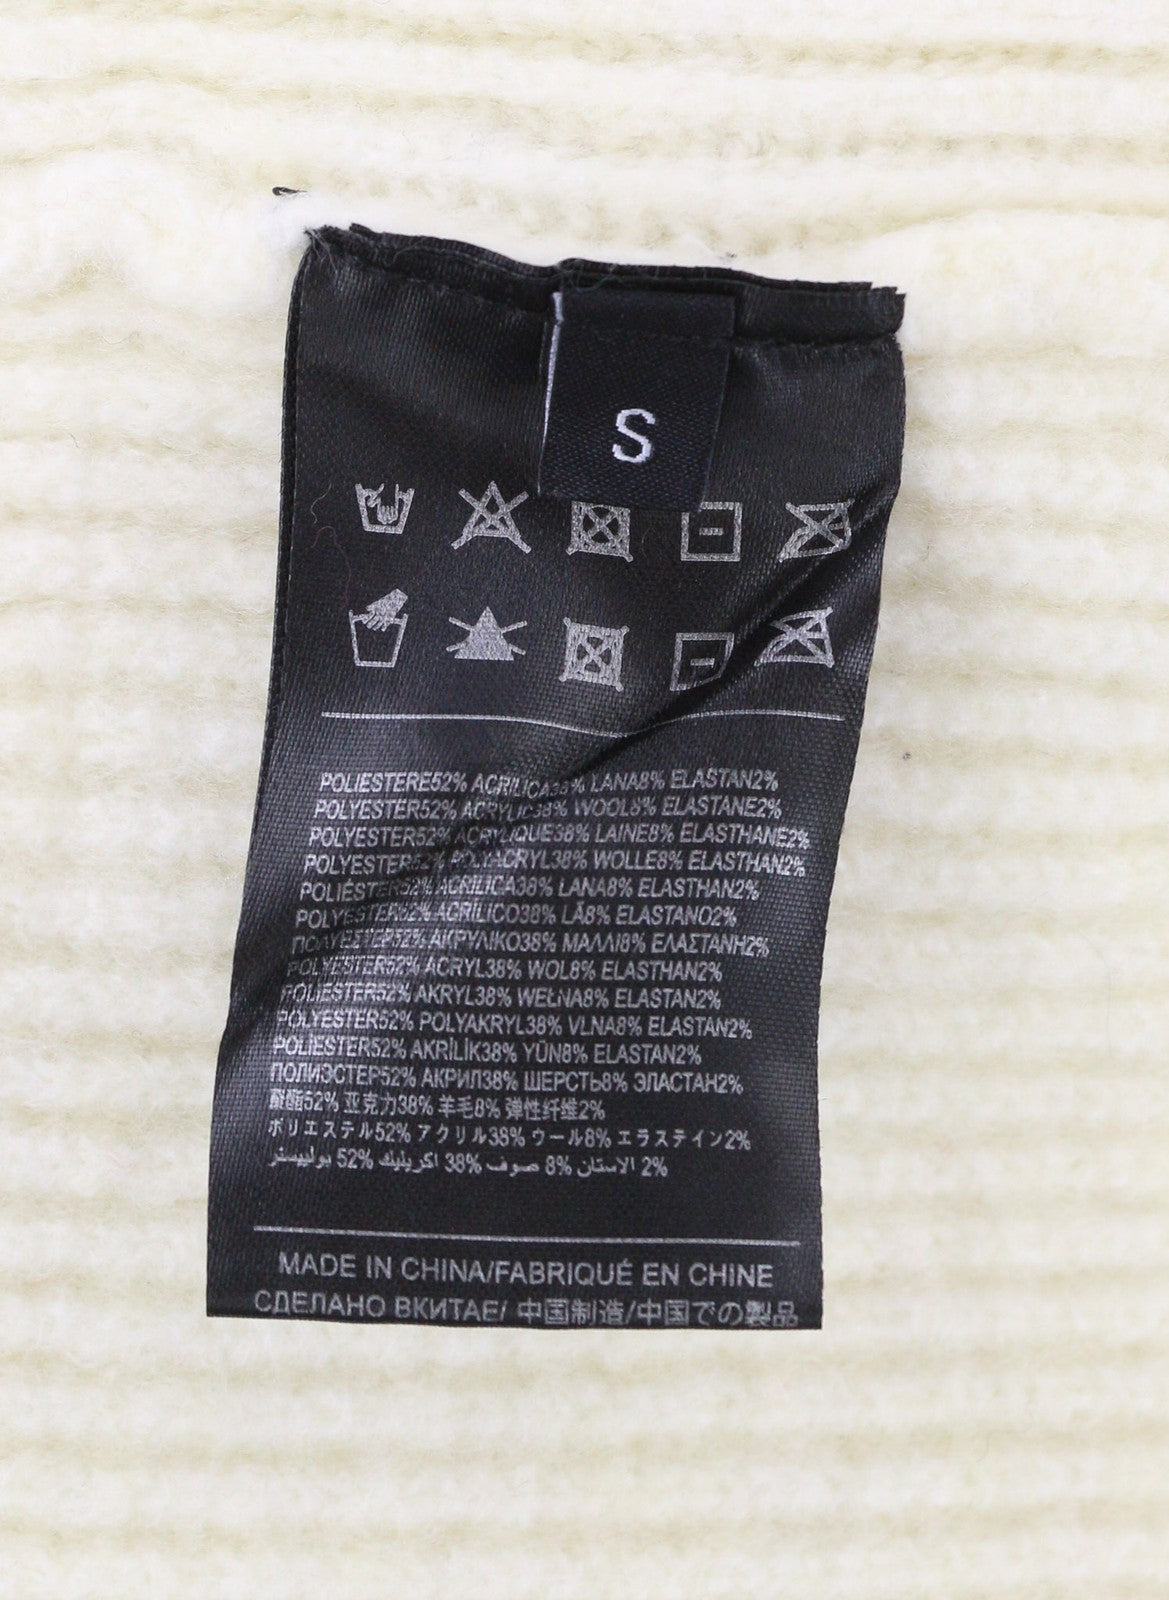 S
POLIESTERE52% ACRILICA38% LANA8% ELASTAN2%
POLYESTER52% ACRYLIC38% WOOL8% ELASTANE2%
POLYESTER52% ACRYLIQUE38% LAINE8% ELASTHANE2%
POLYESTER52% POLYACRYL38% WOLLE8% ELASTHAN2%
POLIÉSTER52% ACRILICA38% LANA8% ELASTHAN2%
POLYESTER52% ACRILICO38% LÃ8% ELASTANO2%
ΠΟΛΥΕΣΤΕΡ52% ΑΚΡΥΛΙΚΟ38% ΜΑΛΛΙ8% ΕΛΑΣΤΑΝΗ2%
POLYESTER52% ACRYL38% WOL8% ELASTHAN2%
POLIESTER52% AKRYL38% WEŁNA8% ELASTAN2%
POLYESTER52% POLYAKRYL38% VLNA8% ELASTAN2%
POLİESTER52% AKRİLİK38% YÜN8% ELASTAN2%
ПОЛИЭСТЕР52% АКРИЛ38% ШЕРСТЬ8% ЭЛАСТАН2%
52% 亚克力38% 羊毛8% 弹性纤维2%
ポリエステル52% アクリル38% ウール8% エラステイン2%
بوليستر 52% اكريليك 38% صوف 8% الاستان 2%
MADE IN CHINA/FABRIQUÉ EN CHINE
СДЕЛАНО ВКИТАЕ/ 中国制造/中国での製品